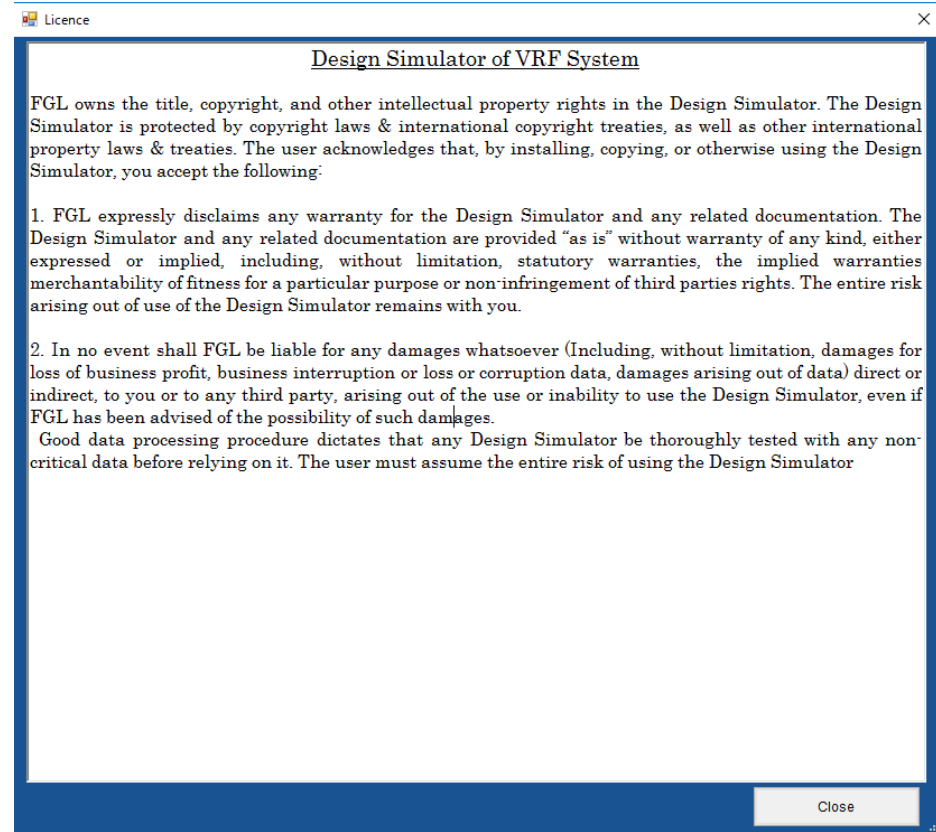 Licence
Design Simulator of VRF System
FGL owns the title, copyright, and other intellectual property rights in the Design Simulator. The Design
Simulator is protected by copyright laws & international copyright treaties, as well as other international
property laws & treaties. The user acknowledges that, by installing, copying, or otherwise using the Design
Simulator, you accept the following:
1. FGL expressly disclaims any warranty for the Design Simulator and any related documentation. The
Design Simulator and any related documentation are provided “as is” without warranty of any kind, either
expressed or implied, including, without limitation, statutory warranties, the implied warranties
merchantability of fitness for a particular purpose or non-infringement of third parties rights. The entire risk
arising out of use of the Design Simulator remains with you.
2. In no event shall FGL be liable for any damages whatsoever (Including, without limitation, damages for
loss of business profit, business interruption or loss or corruption data, damages arising out of data) direct or
indirect, to you or to any third party, arising out of the use or inability to use the Design Simulator, even if
FGL has been advised of the possibility of such damages.
Good data processing procedure dictates that any Design Simulator be thoroughly tested with any non-
critical data before relying on it. The user must assume the entire risk of using the Design Simulator
Close